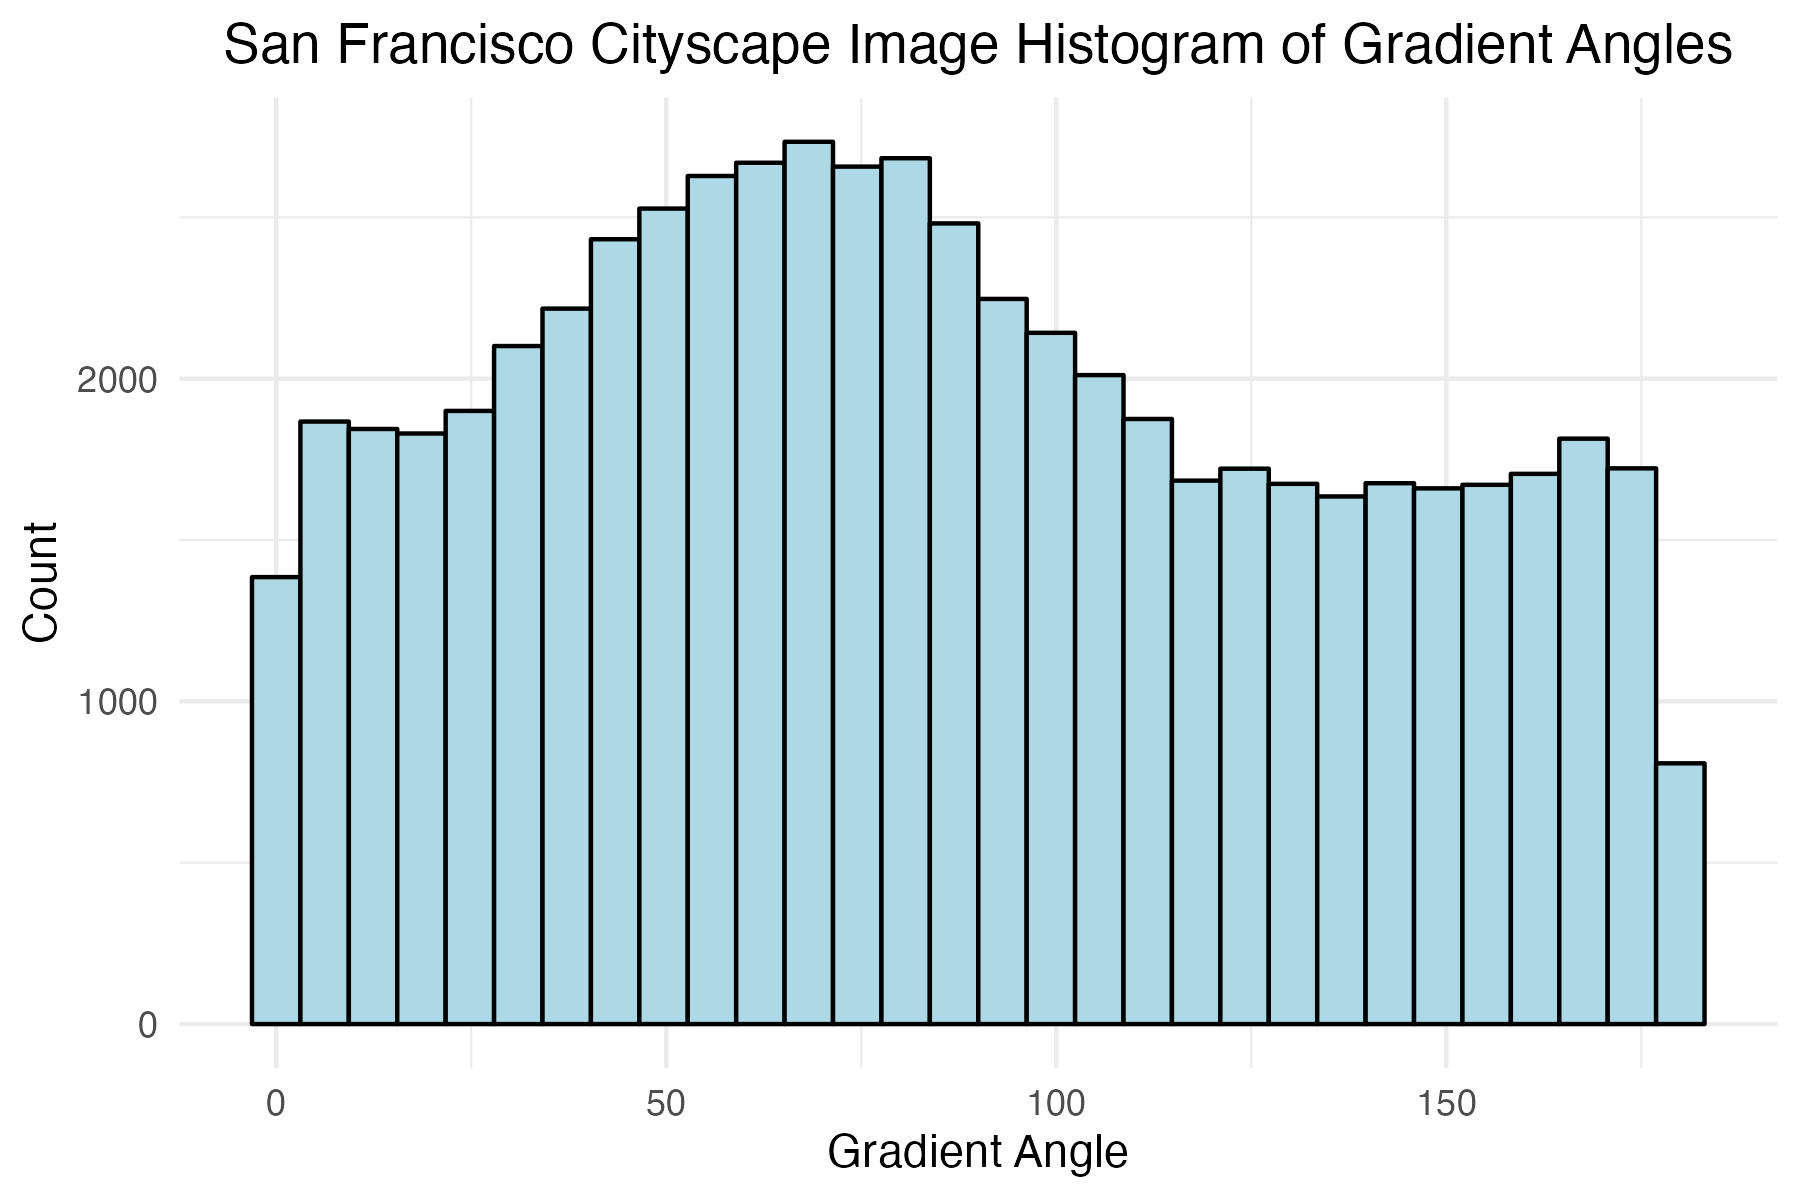 San Francisco Cityscape Image Histogram of Gradient Angles
Count
2000
1000
0
0 50 100 150
Gradient Angle